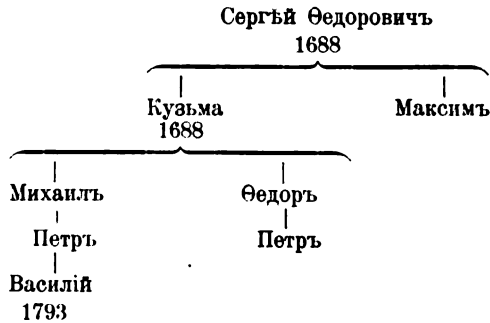 Сергѣй Ѳедоровичъ
1688
Кузьма Максимъ
1688
Михаилъ Ѳедоръ
Петръ Петръ
Василій
1793